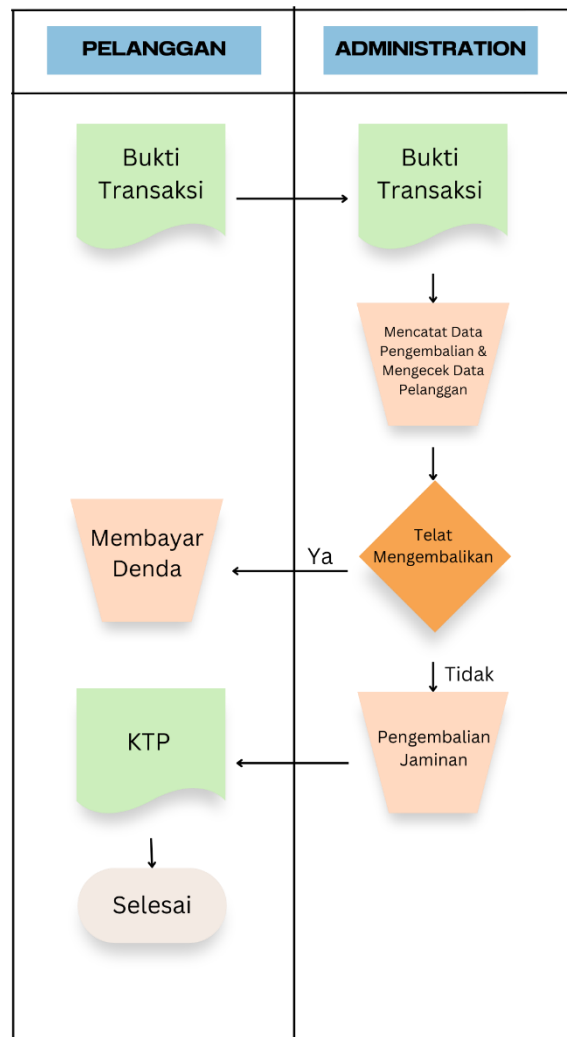 PELANGGAN
ADMINISTRATION
Bukti
Transaksi
Bukti
Transaksi
Mencatat Data
Pengembalian &
Mengecek Data
Pelanggan
Telat
Mengembalikan
Ya
Membayar
Denda
Tidak
Pengembalian
Jaminan
KTP
Selesai